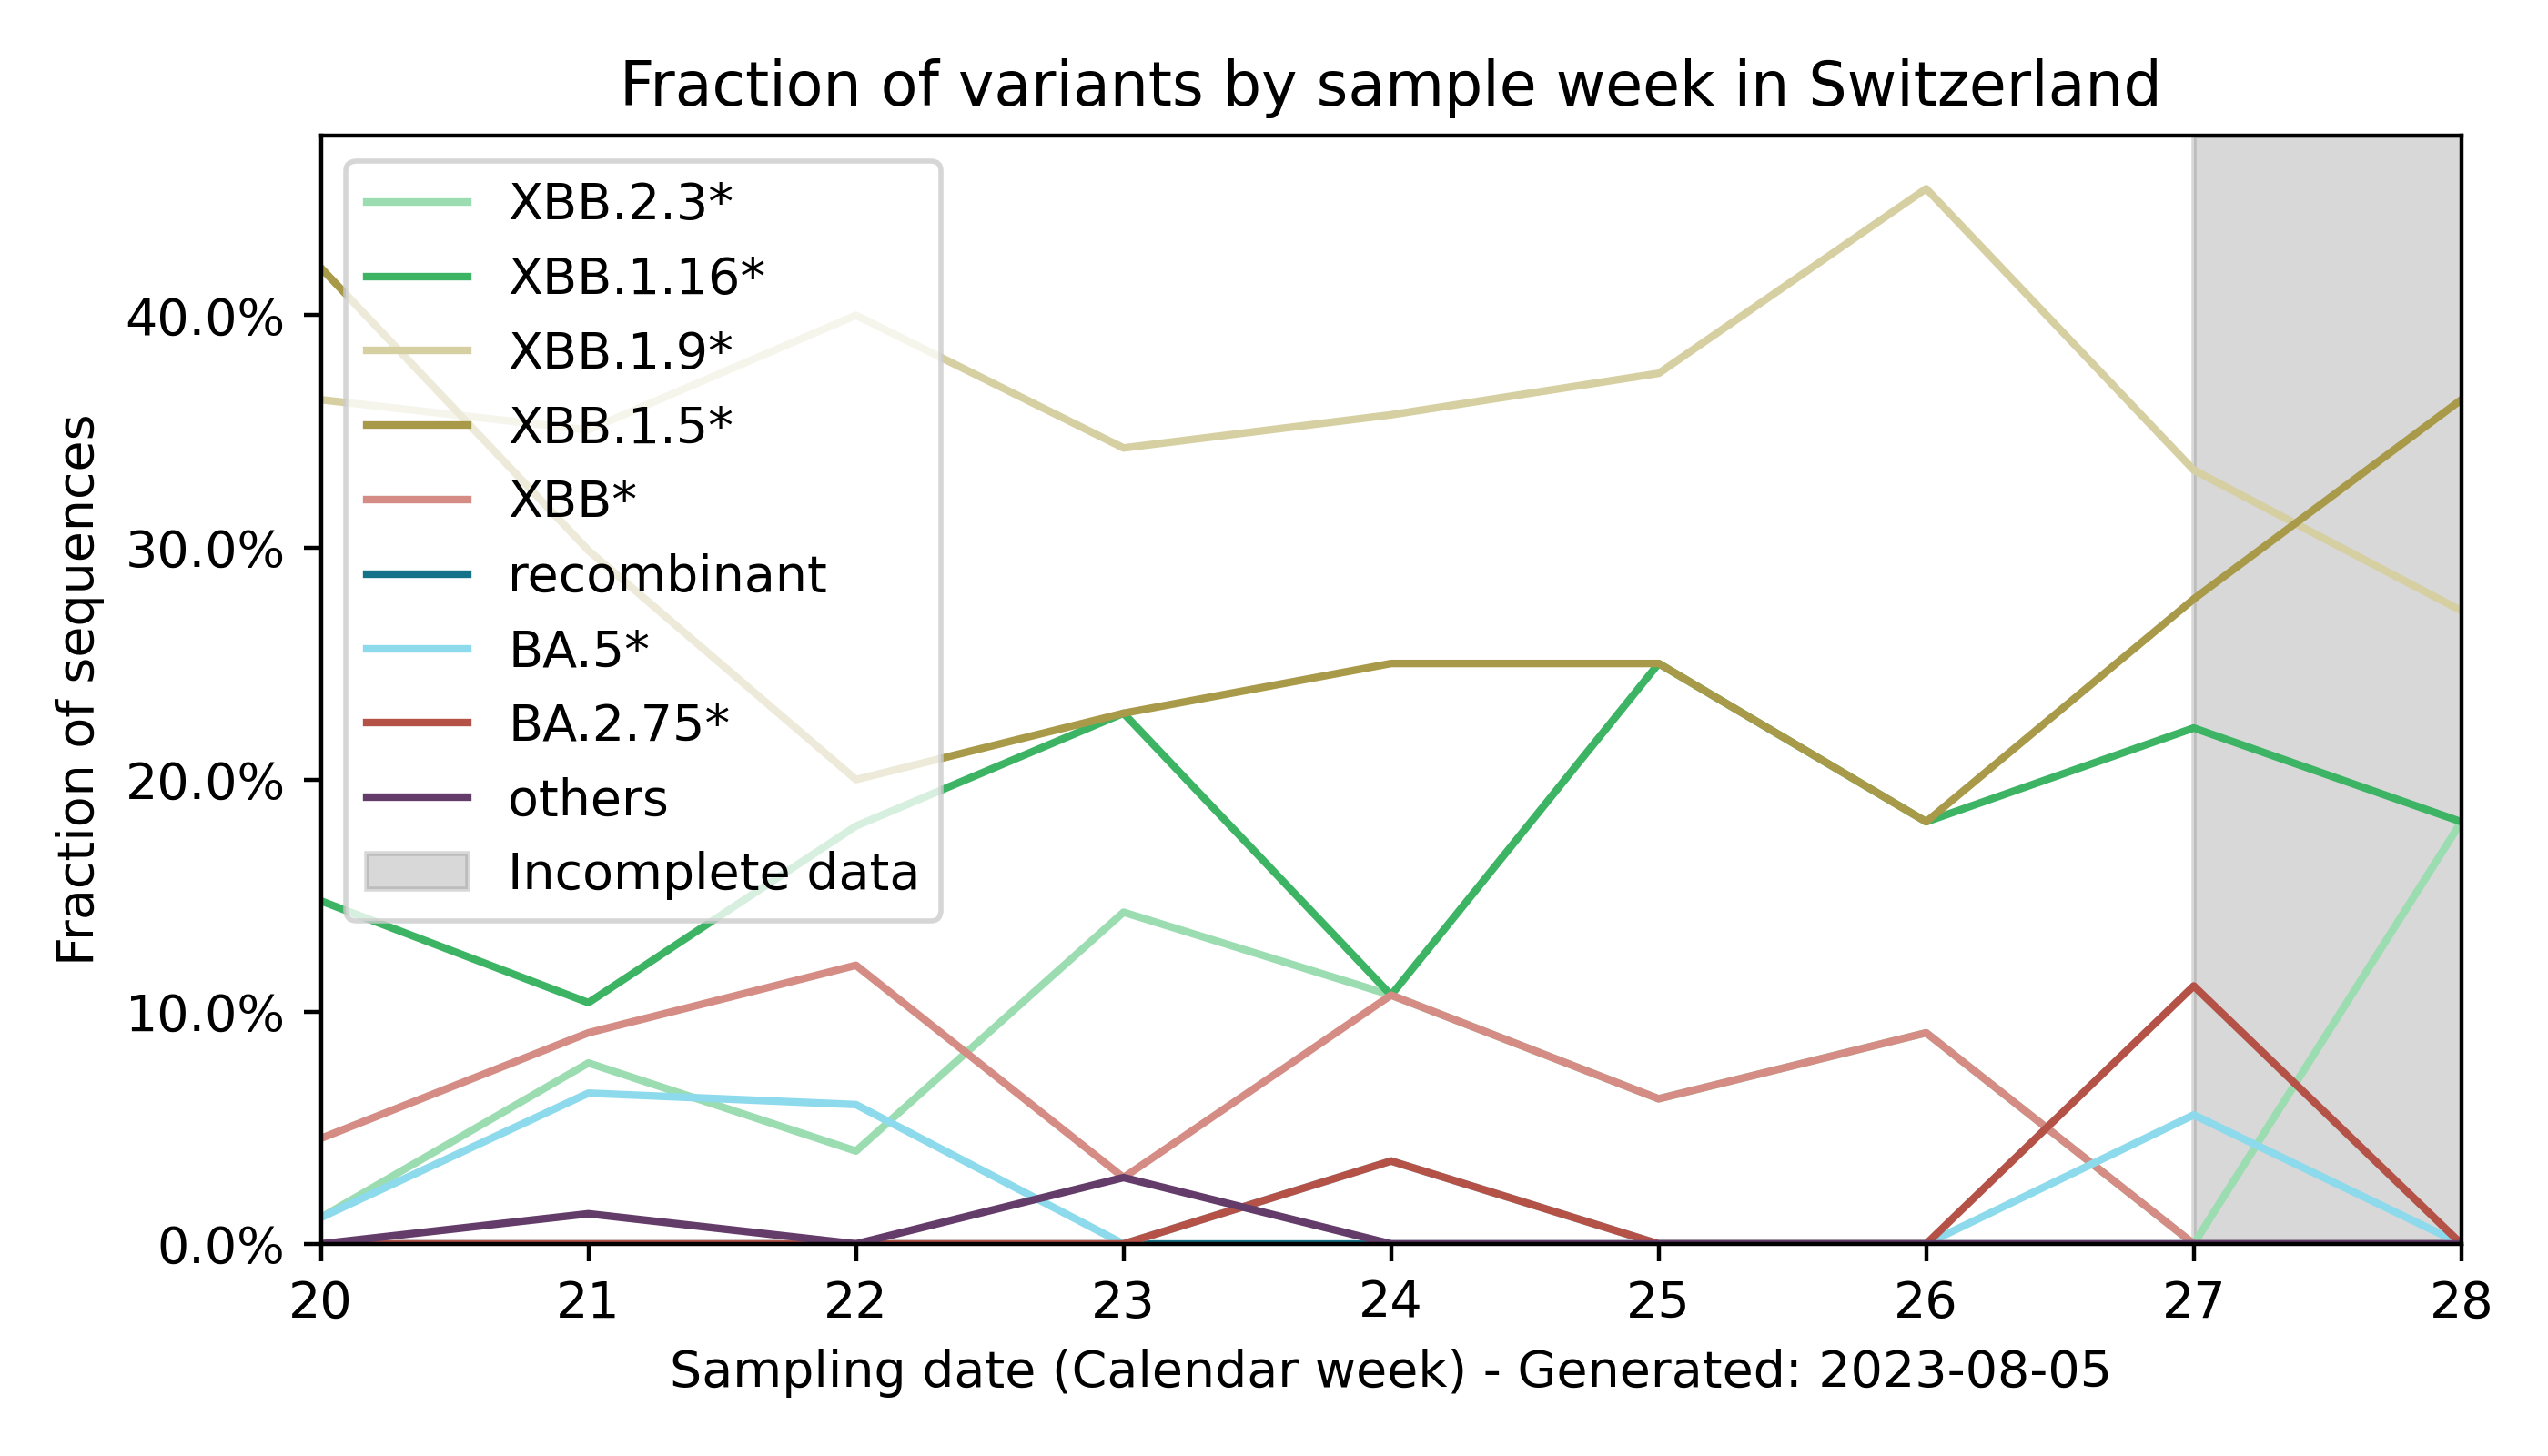 Fraction of variants by sample week in Switzerland
XBB.2.3*
XBB.1.16*
XBB.1.9*
XBB.1.5*
XBB*
recombinant
BA.5*
BA.2.75*
others
Incomplete data
Fraction of sequences
40.0%
30.0%
20.0%
10.0%
0.0%
20 21 22 23 24 25 26 27 28
Sampling date (Calendar week) - Generated: 2023-08-05